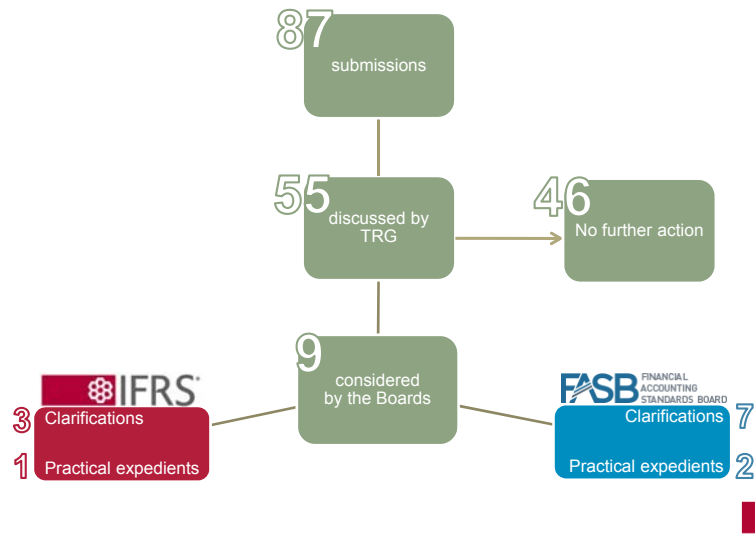 87
submissions
55
discussed by
TRG
46
No further action
9
considered
by the Boards
IFRS
3 Clarifications
1 Practical expedients
FASB
FINANCIAL
ACCOUNTING
STANDARDS BOARD
Clarifications 7
Practical expedients 2